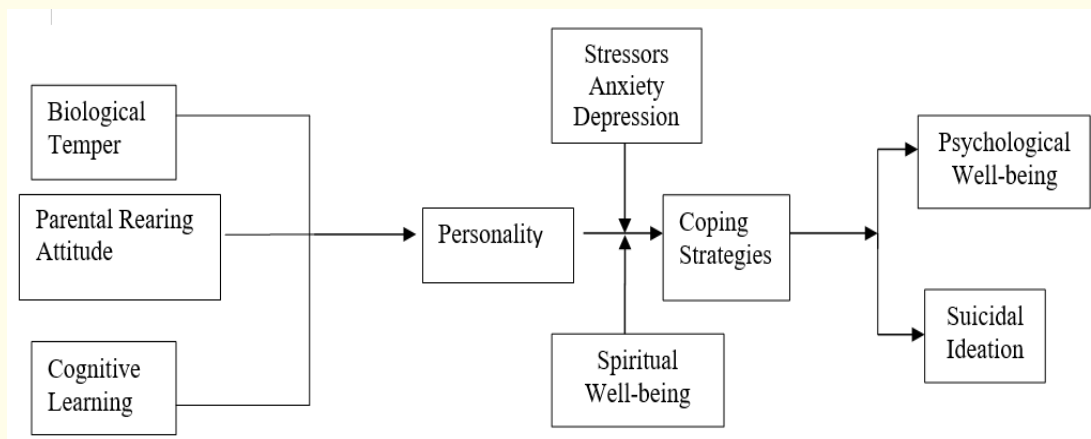 Biological
Temper
Parental Rearing
Attitude
Cognitive
Learning
Personality
Stressors
Anxiety
Depression
Spiritual
Well-being
Coping
Strategies
Psychological
Well-being
Suicidal
Ideation